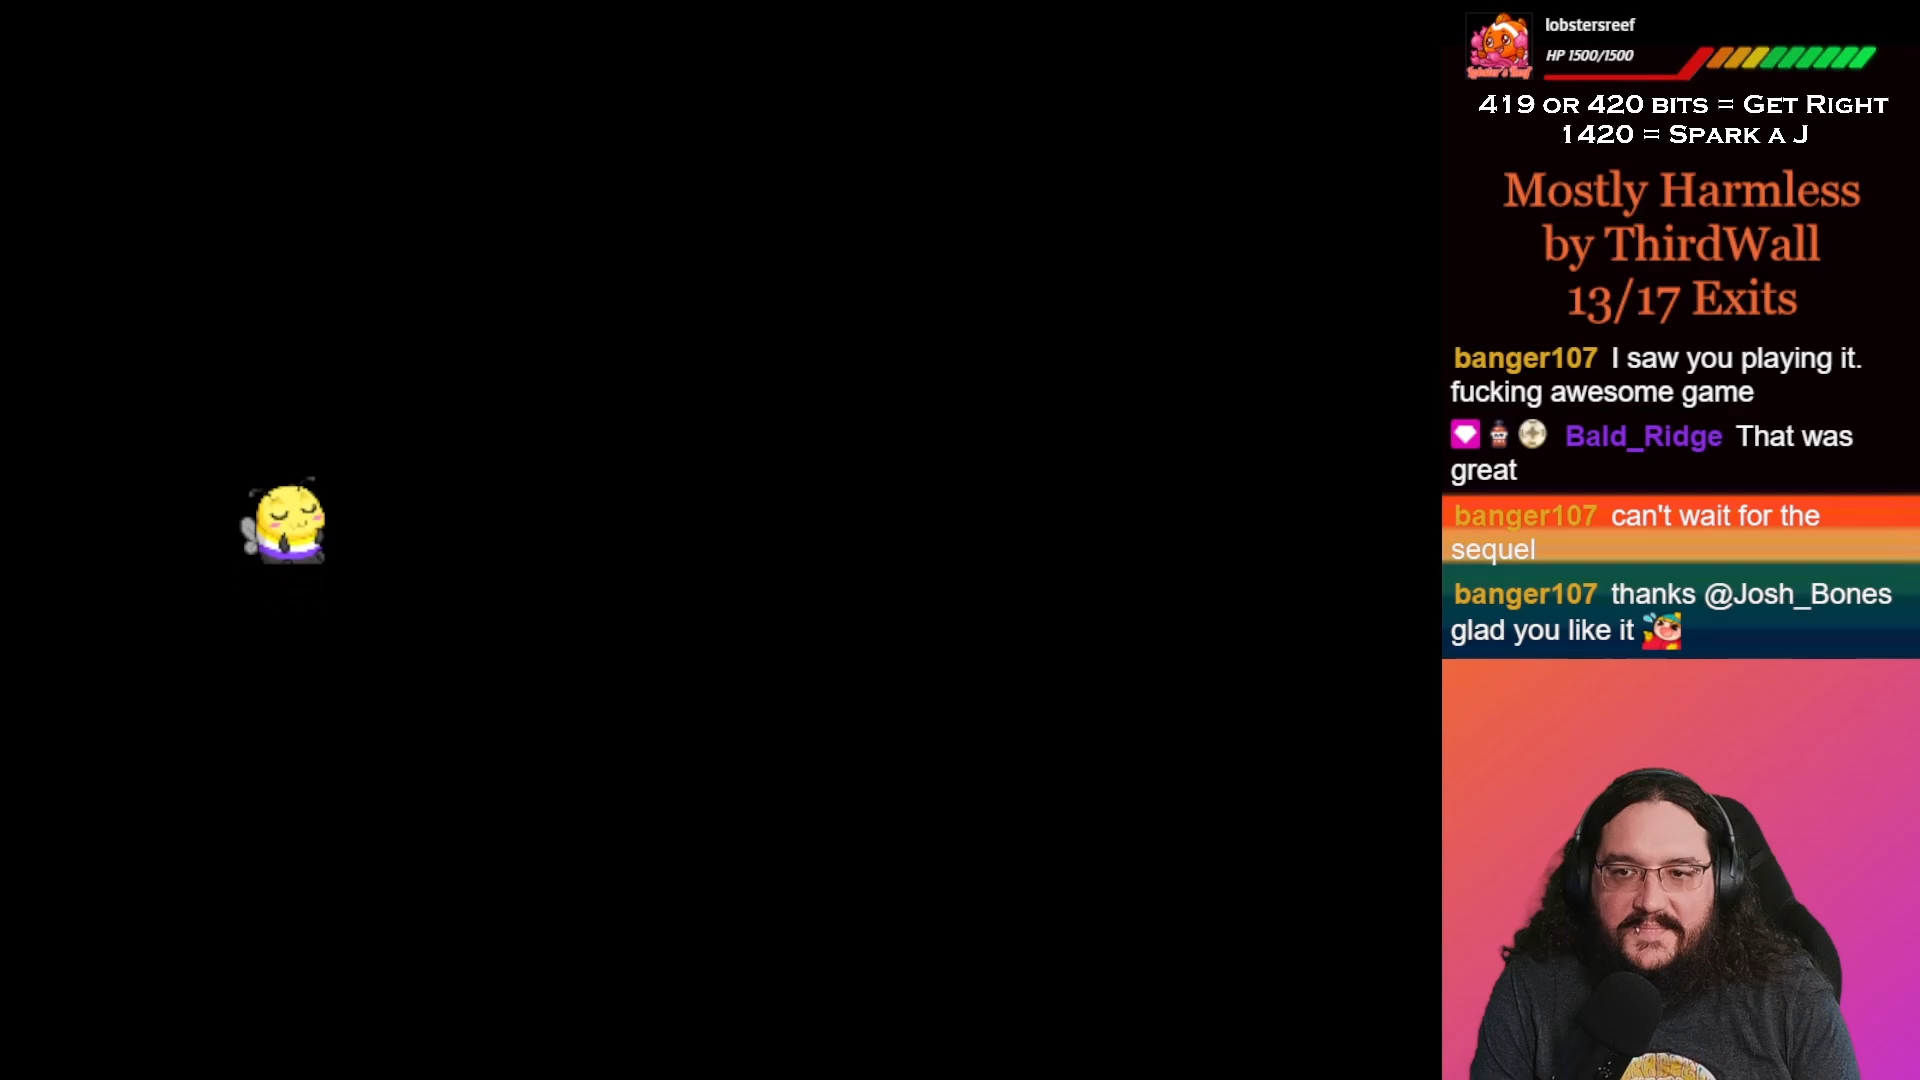 lobstersreef
HP 1500/1500
Lobster's Reef
419 or 420 bits = Get Right
1420 = Spark a J
Mostly Harmless
by ThirdWall
13/17 Exits
banger107 I saw you playing it.
fucking awesome game
Bald_Ridge That was
great
banger107 can't wait for the
sequel
banger107 thanks @Josh_Bones
glad you like it